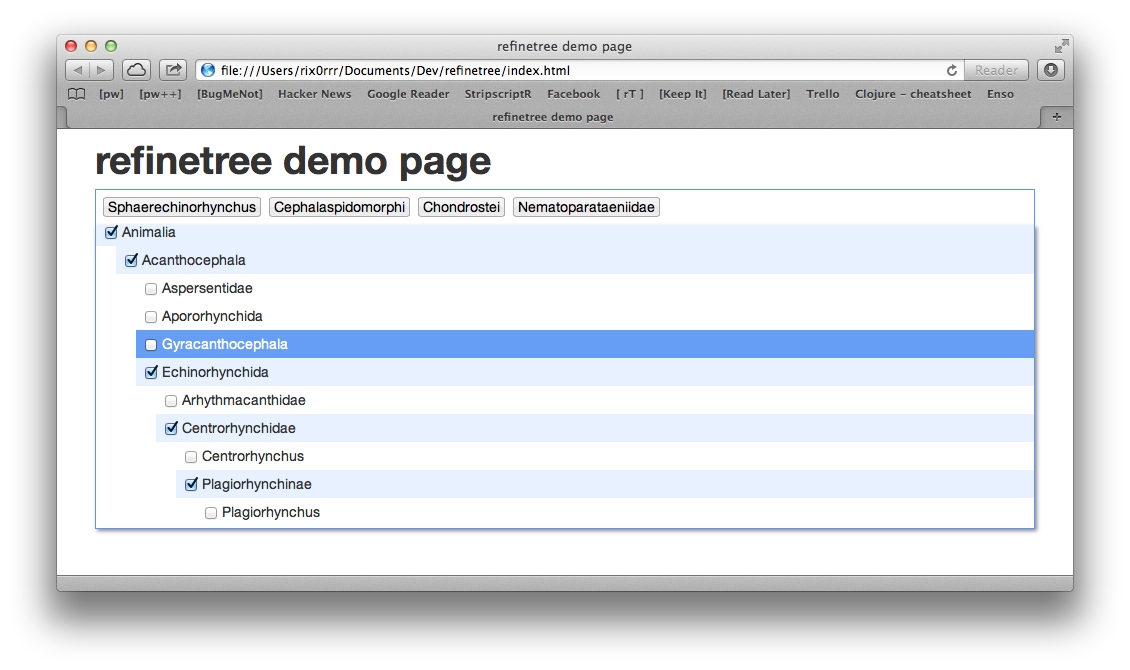 refinetree demo page
file:///Users/rix0rrr/Documents/Dev/refinetree/index.html Reader
[pw] [pw++] [BugMeNot] Hacker News Google Reader StripscriptR Facebook [ rT ] [Keep It] [Read Later] Trello Clojure – cheatsheet Enso
refinetree demo page
refinetree demo page
Sphaerechinorhynchus Cephalaspidomorphi Chondrostei Nematoparataeniidae
Animalia
Acanthocephala
Aspersentidae
Apororhynchida
Gyracanthocephala
Echinorhynchida
Arhythmacanthidae
Centrorhynchidae
Centrorhynchus
Plagiorhynchinae
Plagiorhynchus